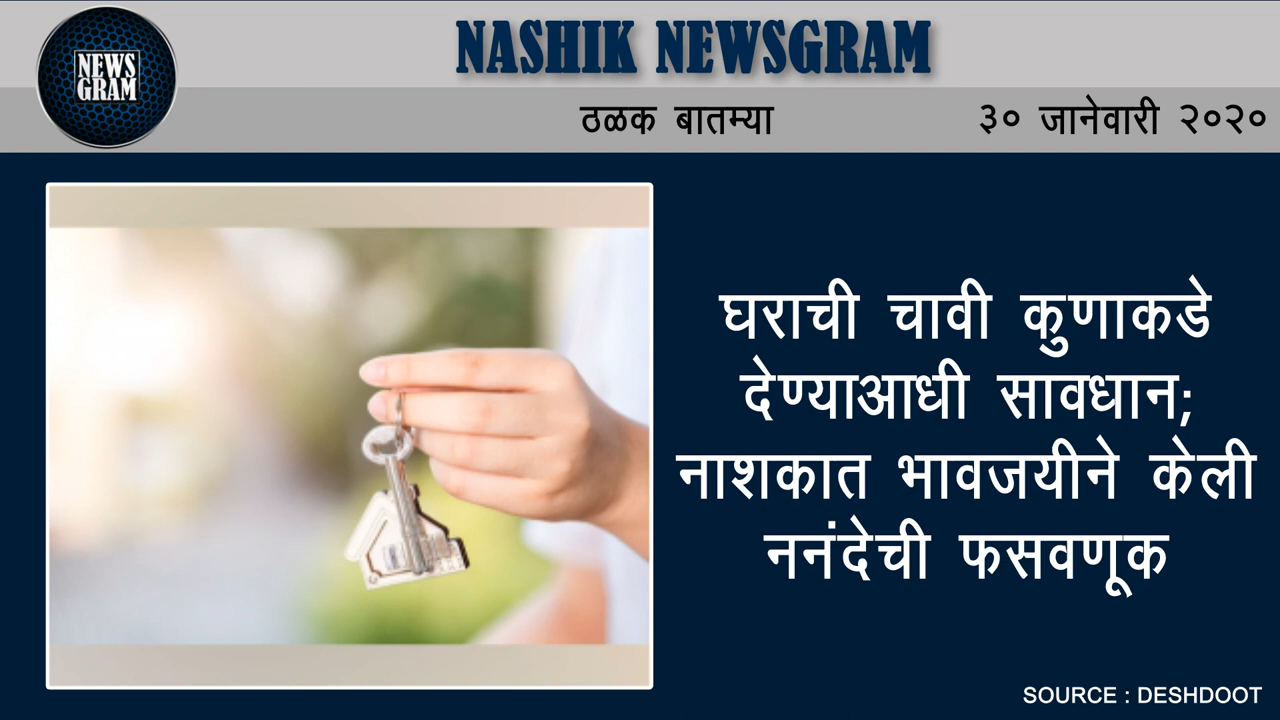 NEWS
GRAM
NASHIK NEWSGRAM
ठळक बातम्या
३० जानेवारी २०२०
घराची चावी कुणाकडे
देण्याआधी सावधान;
नाशकात भावजयीने केली
ननंदेची फसवणूक
SOURCE : DESHDOOT